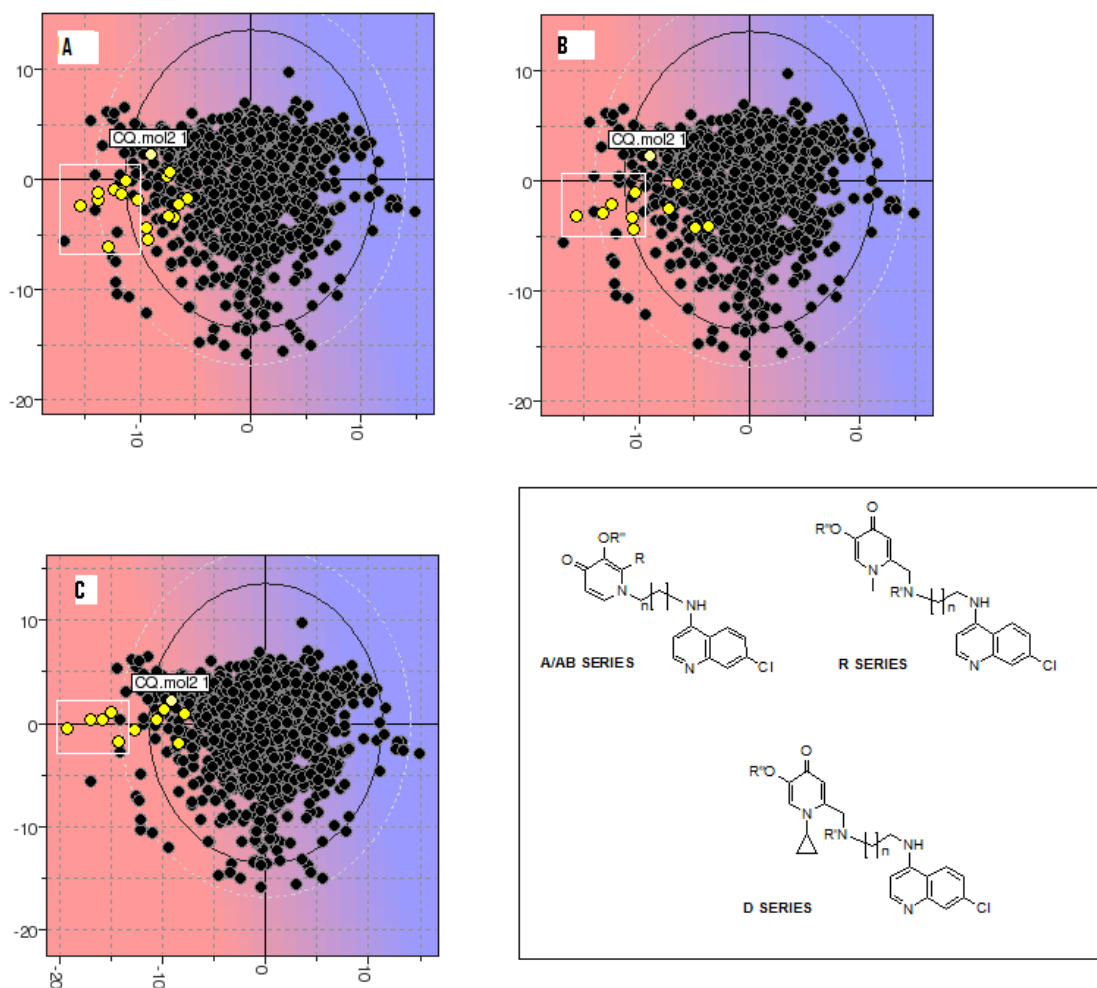 A
CQ.mol2 1
10
0
-10
-20
-10
0
10
B
CQ.mol2 1
10
0
-10
-20
-10
0
10
C
CQ.mol2 1
10
0
-10
-20
-20
-10
0
10
OR"
O
R
N
n
NH
N
Cl
A/AB SERIES
O
R"O
N
R'N
n
NH
N
Cl
R SERIES
O
R"O
N
R'N
n
NH
N
Cl
D SERIES